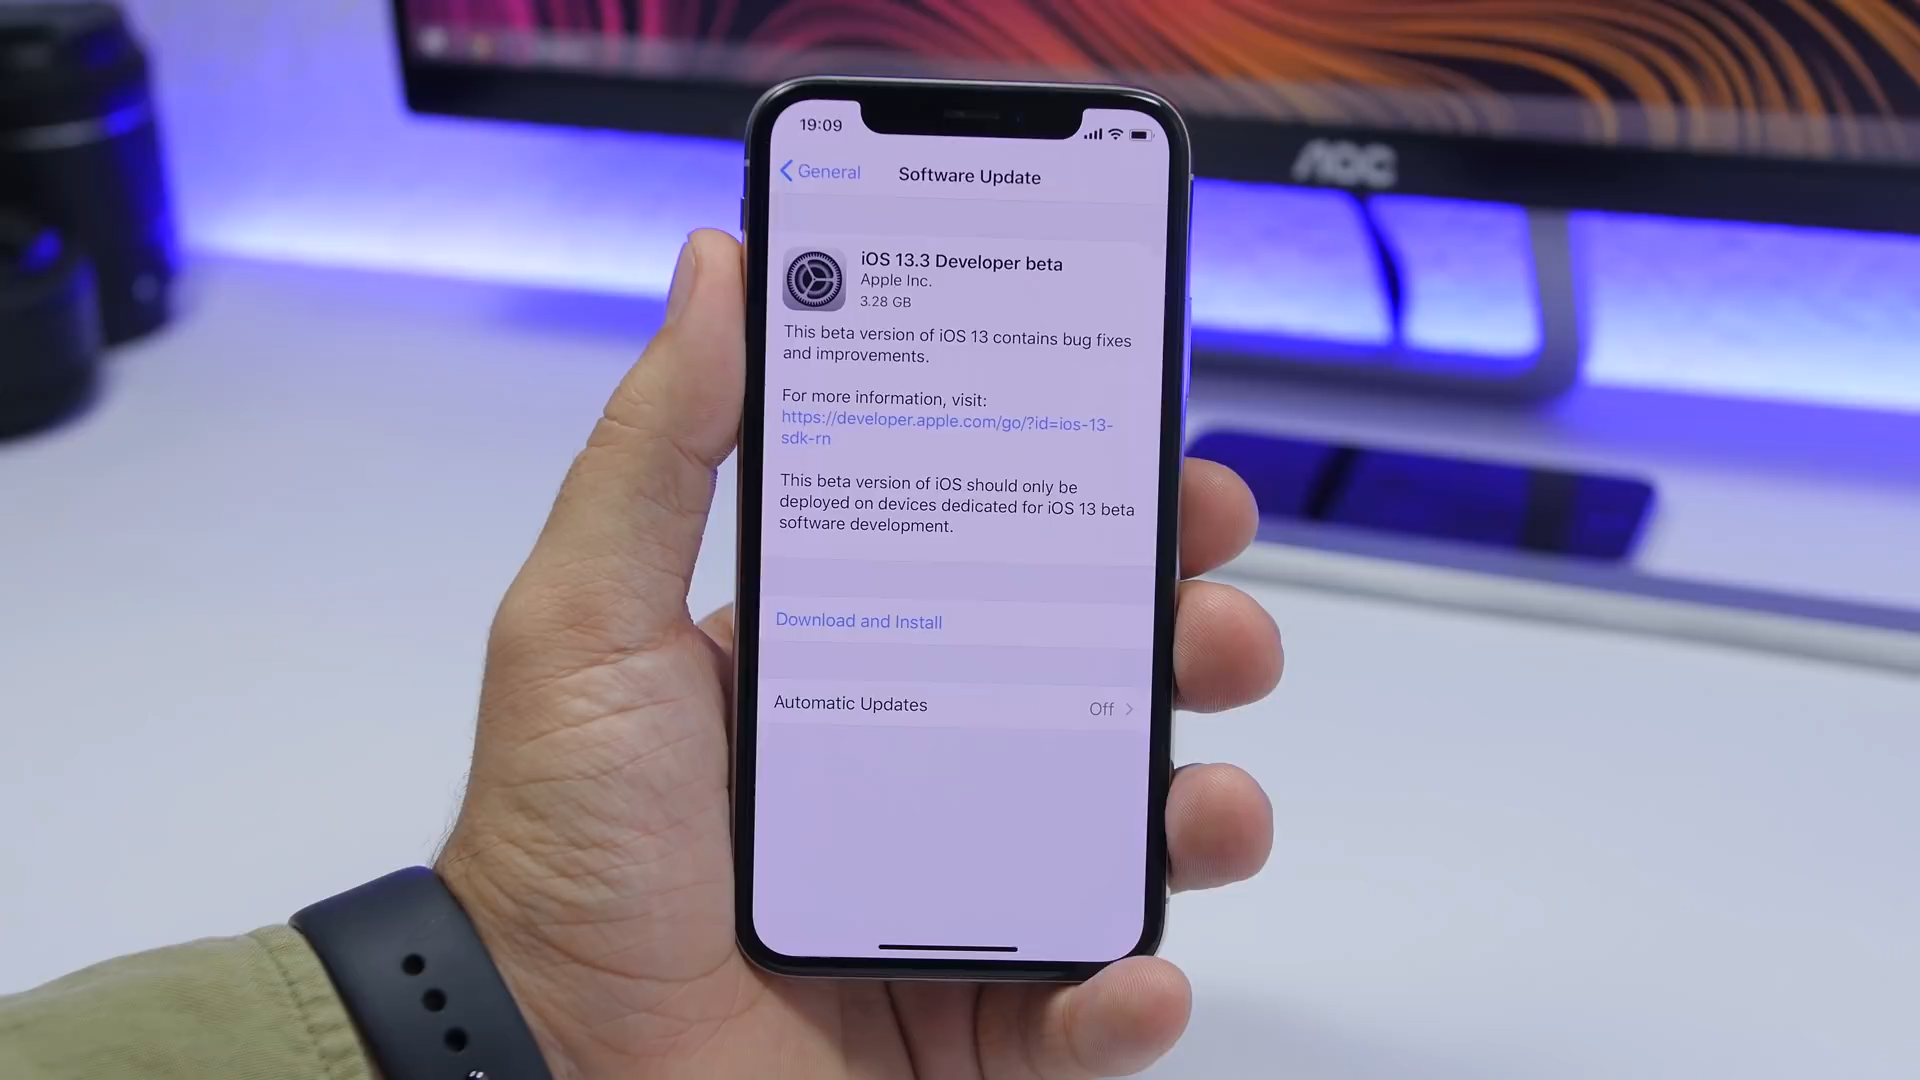 AOC
19:09
General
Software Update
iOS 13.3 Developer beta
Apple Inc.
3.28 GB
This beta version of iOS 13 contains bug fixes
and improvements.
For more information, visit:
https://developer.apple.com/go/?id=ios-13-
sdk-rn
This beta version of iOS should only be
deployed on devices dedicated for iOS 13 beta
software development.
Download and Install
Automatic Updates Off